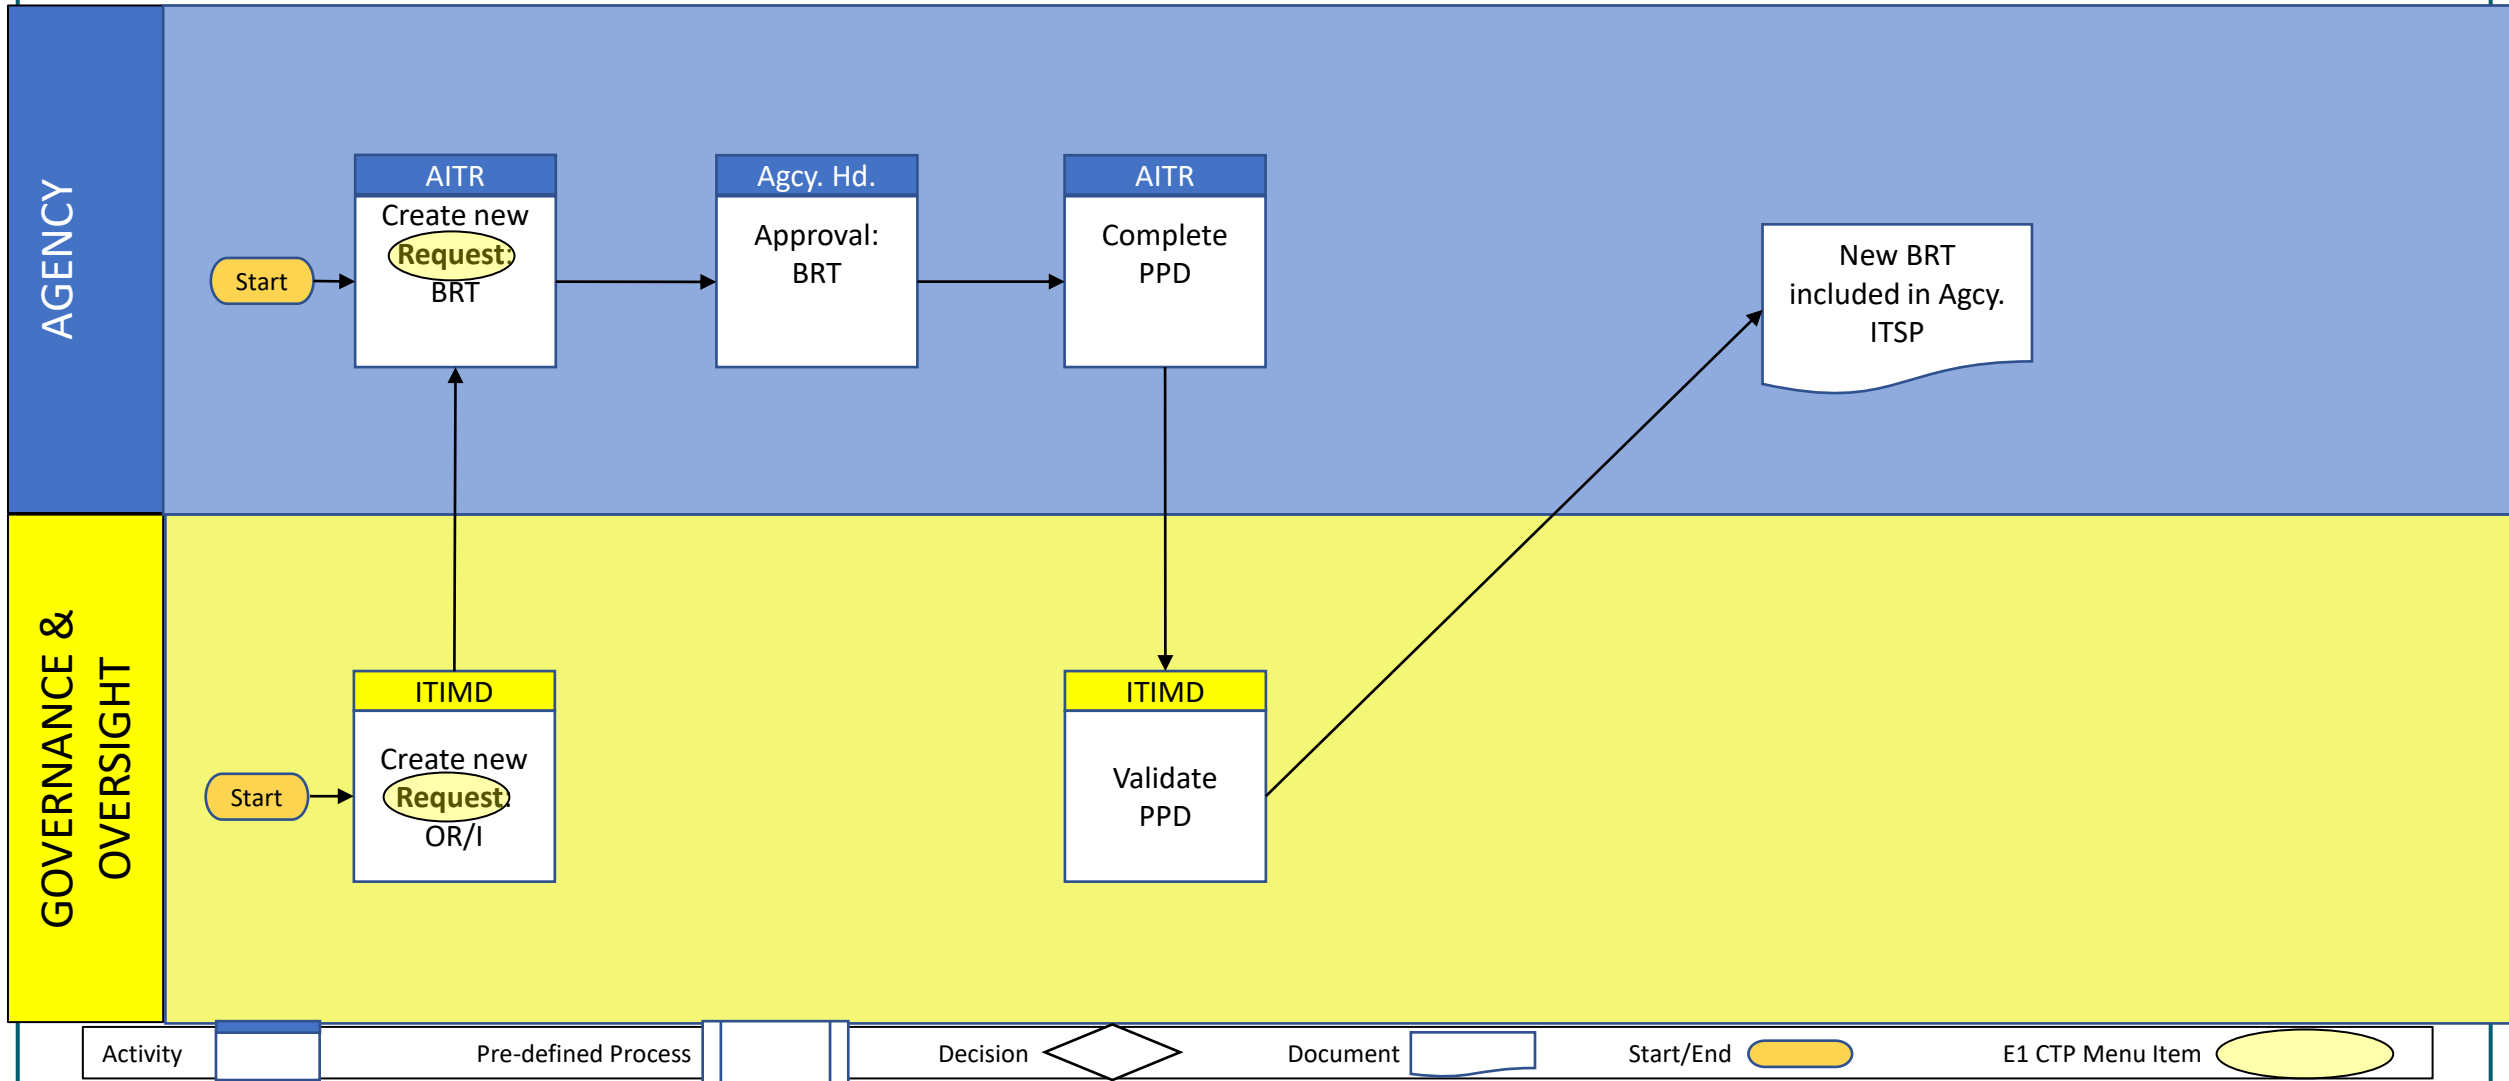 AGENCY
Start
AITR
Create new
Request:
BRT
Agcy. Hd.
Approval:
BRT
AITR
Complete
PPD
New BRT
included in Agcy.
ITSP
GOVERNANCE &
OVERSIGHT
Start
ITIMD
Create new
Request:
OR/I
ITIMD
Validate
PPD
Activity
Pre-defined Process
Decision
Document
Start/End
E1 CTP Menu Item